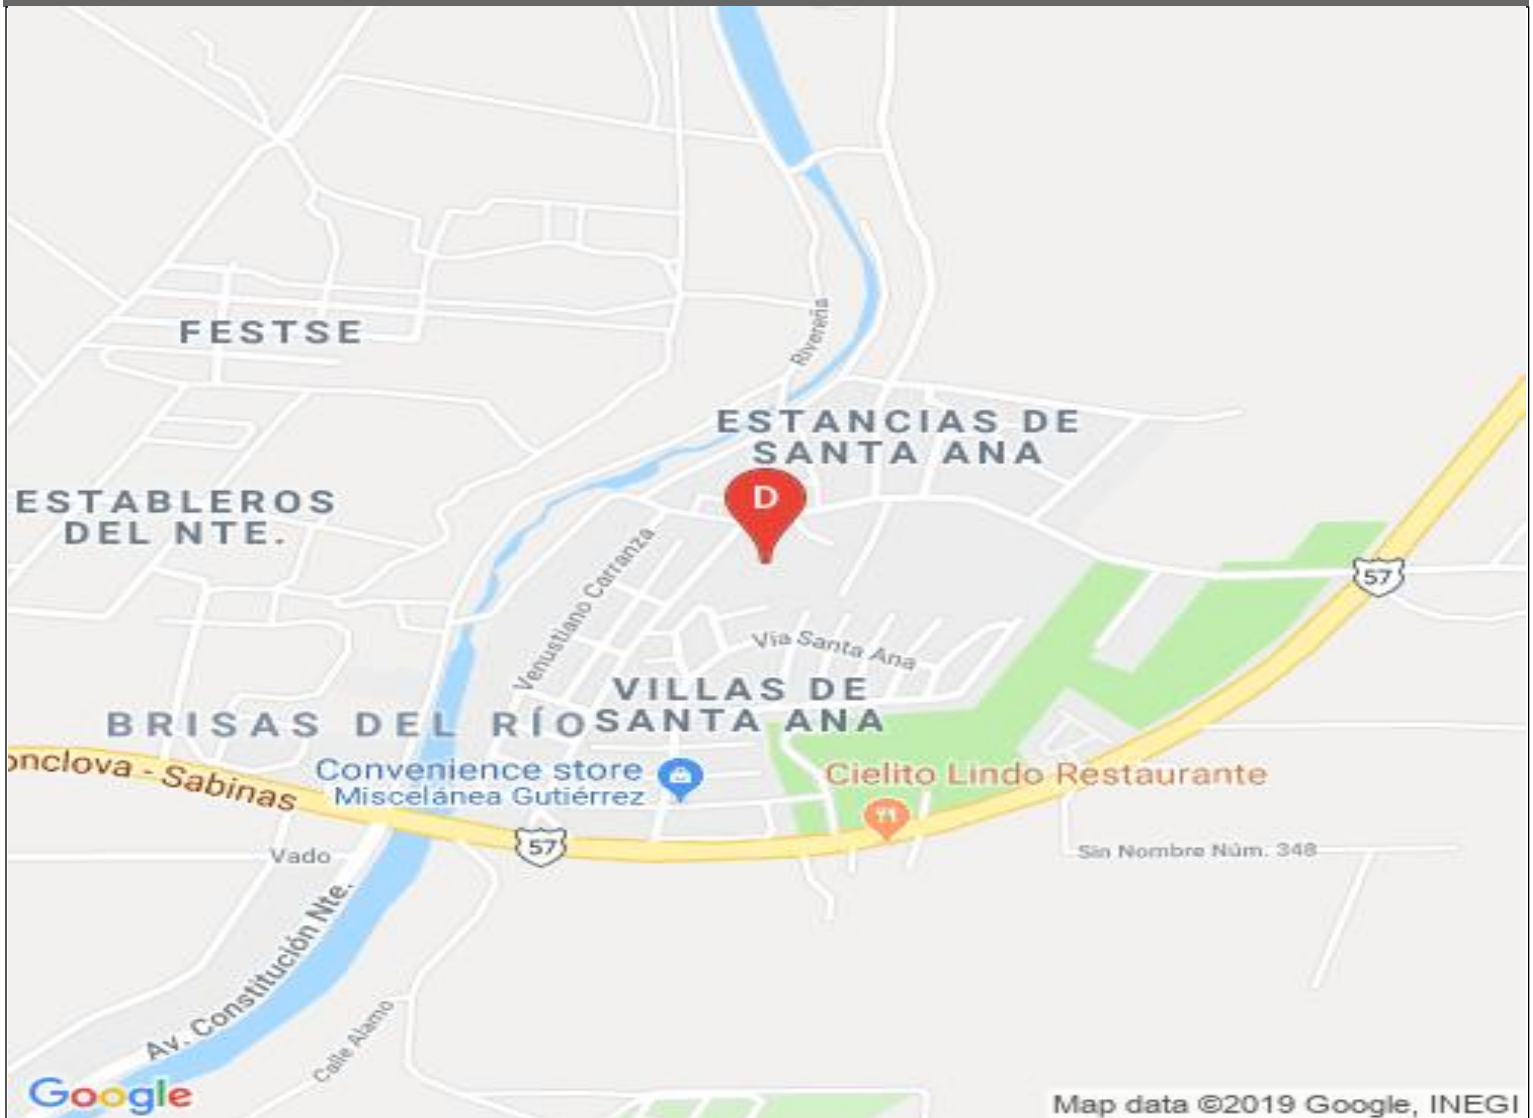 FESTSE
Rivereña
ESTANCIAS DE
SANTA ANA
D
ESTABLEROS
DEL NTE.
Venustiano Carranza
57
Vía Santa Ana
VILLAS DE
SANTA ANA
BRISAS DEL RÍO
onclova - Sabinas
Convenience store
Miscelánea Gutiérrez
Cielito Lindo Restaurante
57
Vado
Sin Nombre Núm. 348
Av. Constitución Nte.
Calle Alamo
Google
Map data ©2019 Google, INEGI